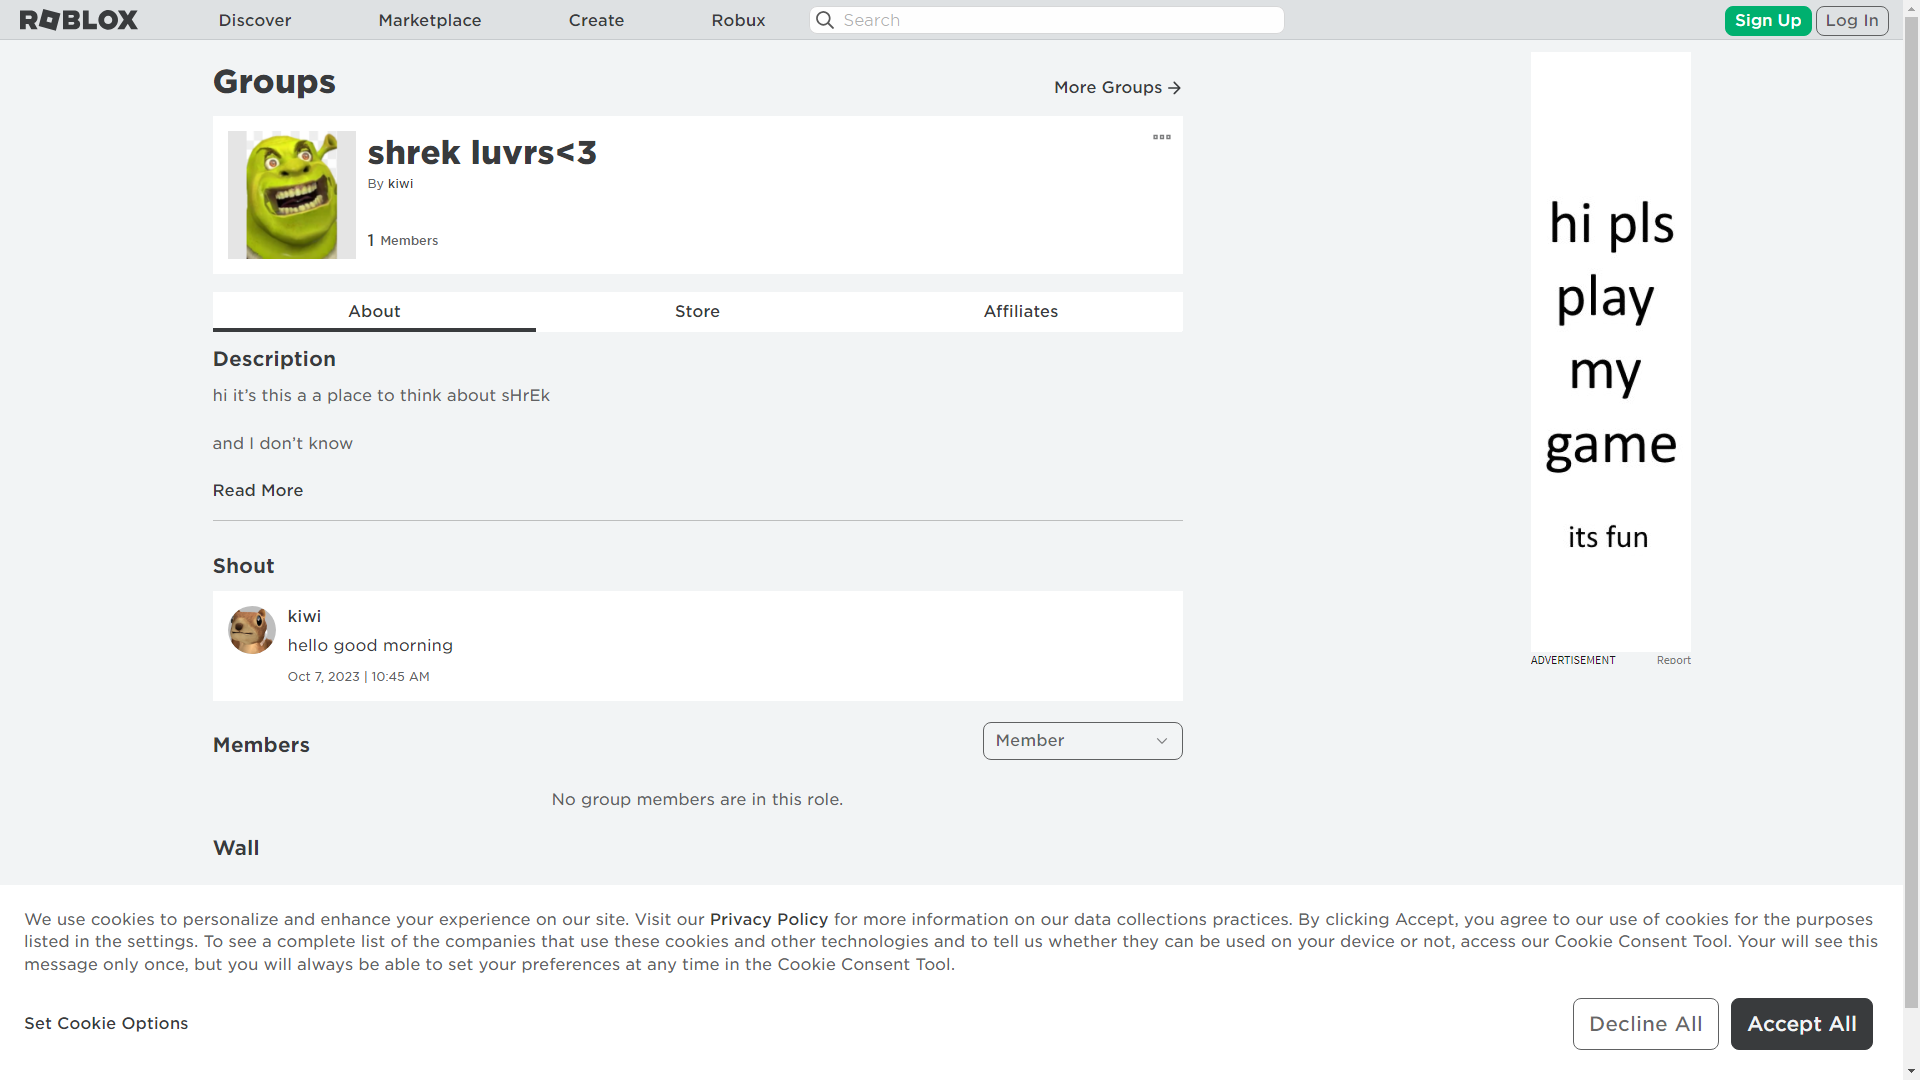 ROBLOX
Discover
Marketplace
Create
Robux
Search
Sign Up
Log In
Groups
More Groups
shrek luvrs<3
By kiwi
1 Members
About
Store
Affiliates
Description
hi it’s this a a place to think about sHrEk
and I don’t know
Read More
Shout
kiwi
hello good morning
Oct 7, 2023 | 10:45 AM
Members
Member
No group members are in this role.
Wall
hi pls
play
my
game
its fun
ADVERTISEMENT
Report
We use cookies to personalize and enhance your experience on our site. Visit our Privacy Policy for more information on our data collections practices. By clicking Accept, you agree to our use of cookies for the purposes
listed in the settings. To see a complete list of the companies that use these cookies and other technologies and to tell us whether they can be used on your device or not, access our Cookie Consent Tool. Your will see this
message only once, but you will always be able to set your preferences at any time in the Cookie Consent Tool.
Set Cookie Options
Decline All
Accept All